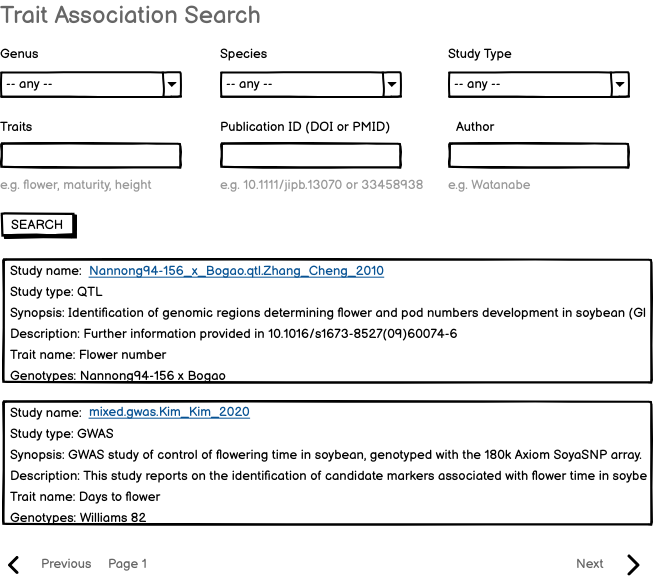 Trait Association Search
Genus Species Study Type
-- any -- -- any -- -- any --
Traits Publication ID (DOI or PMID) Author
e.g. flower, maturity, height e.g. 10.1111/jipb.13070 or 33458938 e.g. Watanabe
SEARCH
Study name: Nannong94-156_x_Bogao.qtl.Zhang_Cheng_2010
Study type: QTL
Synopsis: Identification of genomic regions determining flower and pod numbers development in soybean (Gl
Description: Further information provided in 10.1016/s1673-8527(09)60074-6
Trait name: Flower number
Genotypes: Nannong94-156 x Bogao
Study name: mixed.gwas.Kim_Kim_2020
Study type: GWAS
Synopsis: GWAS study of control of flowering time in soybean, genotyped with the 180k Axiom SoyaSNP array.
Description: This study reports on the identification of candidate markers associated with flower time in soybe
Trait name: Days to flower
Genotypes: Williams 82
Previous Page 1 Next